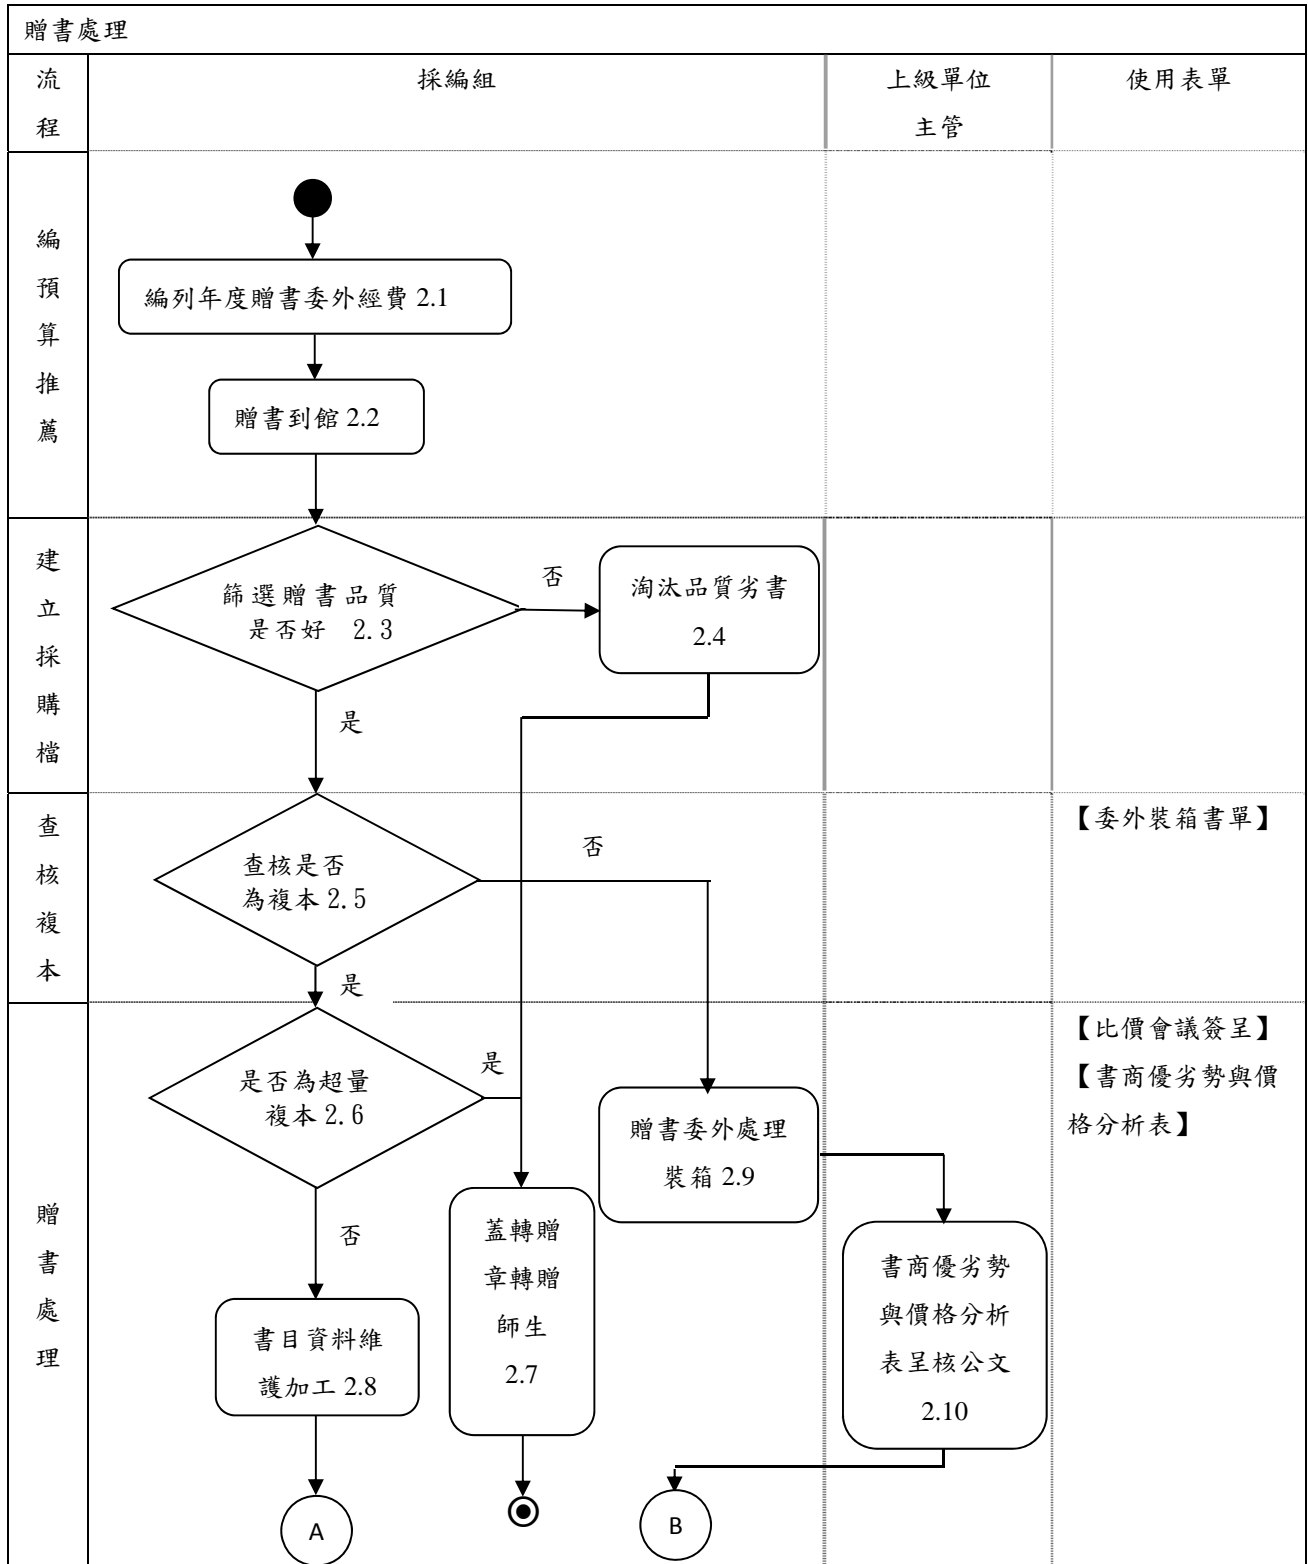 贈書處理
流
程
採編組
上級單位
主管
使用表單
編
預
算
推
薦
編列年度贈書委外經費 2.1
贈書到館 2.2
建
立
採
購
檔
篩選贈書品質
是否好 2.3
否
淘汰品質劣書
2.4
是
查
核
複
本
查核是否
為複本 2.5
否
是
【委外裝箱書單】
贈
書
處
理
是否為超量
複本 2.6
是
否
贈書委外處理
裝箱 2.9
【比價會議簽呈】
【書商優劣勢與價
格分析表】
蓋轉贈
章轉贈
師生
2.7
書目資料維
護加工 2.8
書商優劣勢
與價格分析
表呈核公文
2.10
A
B